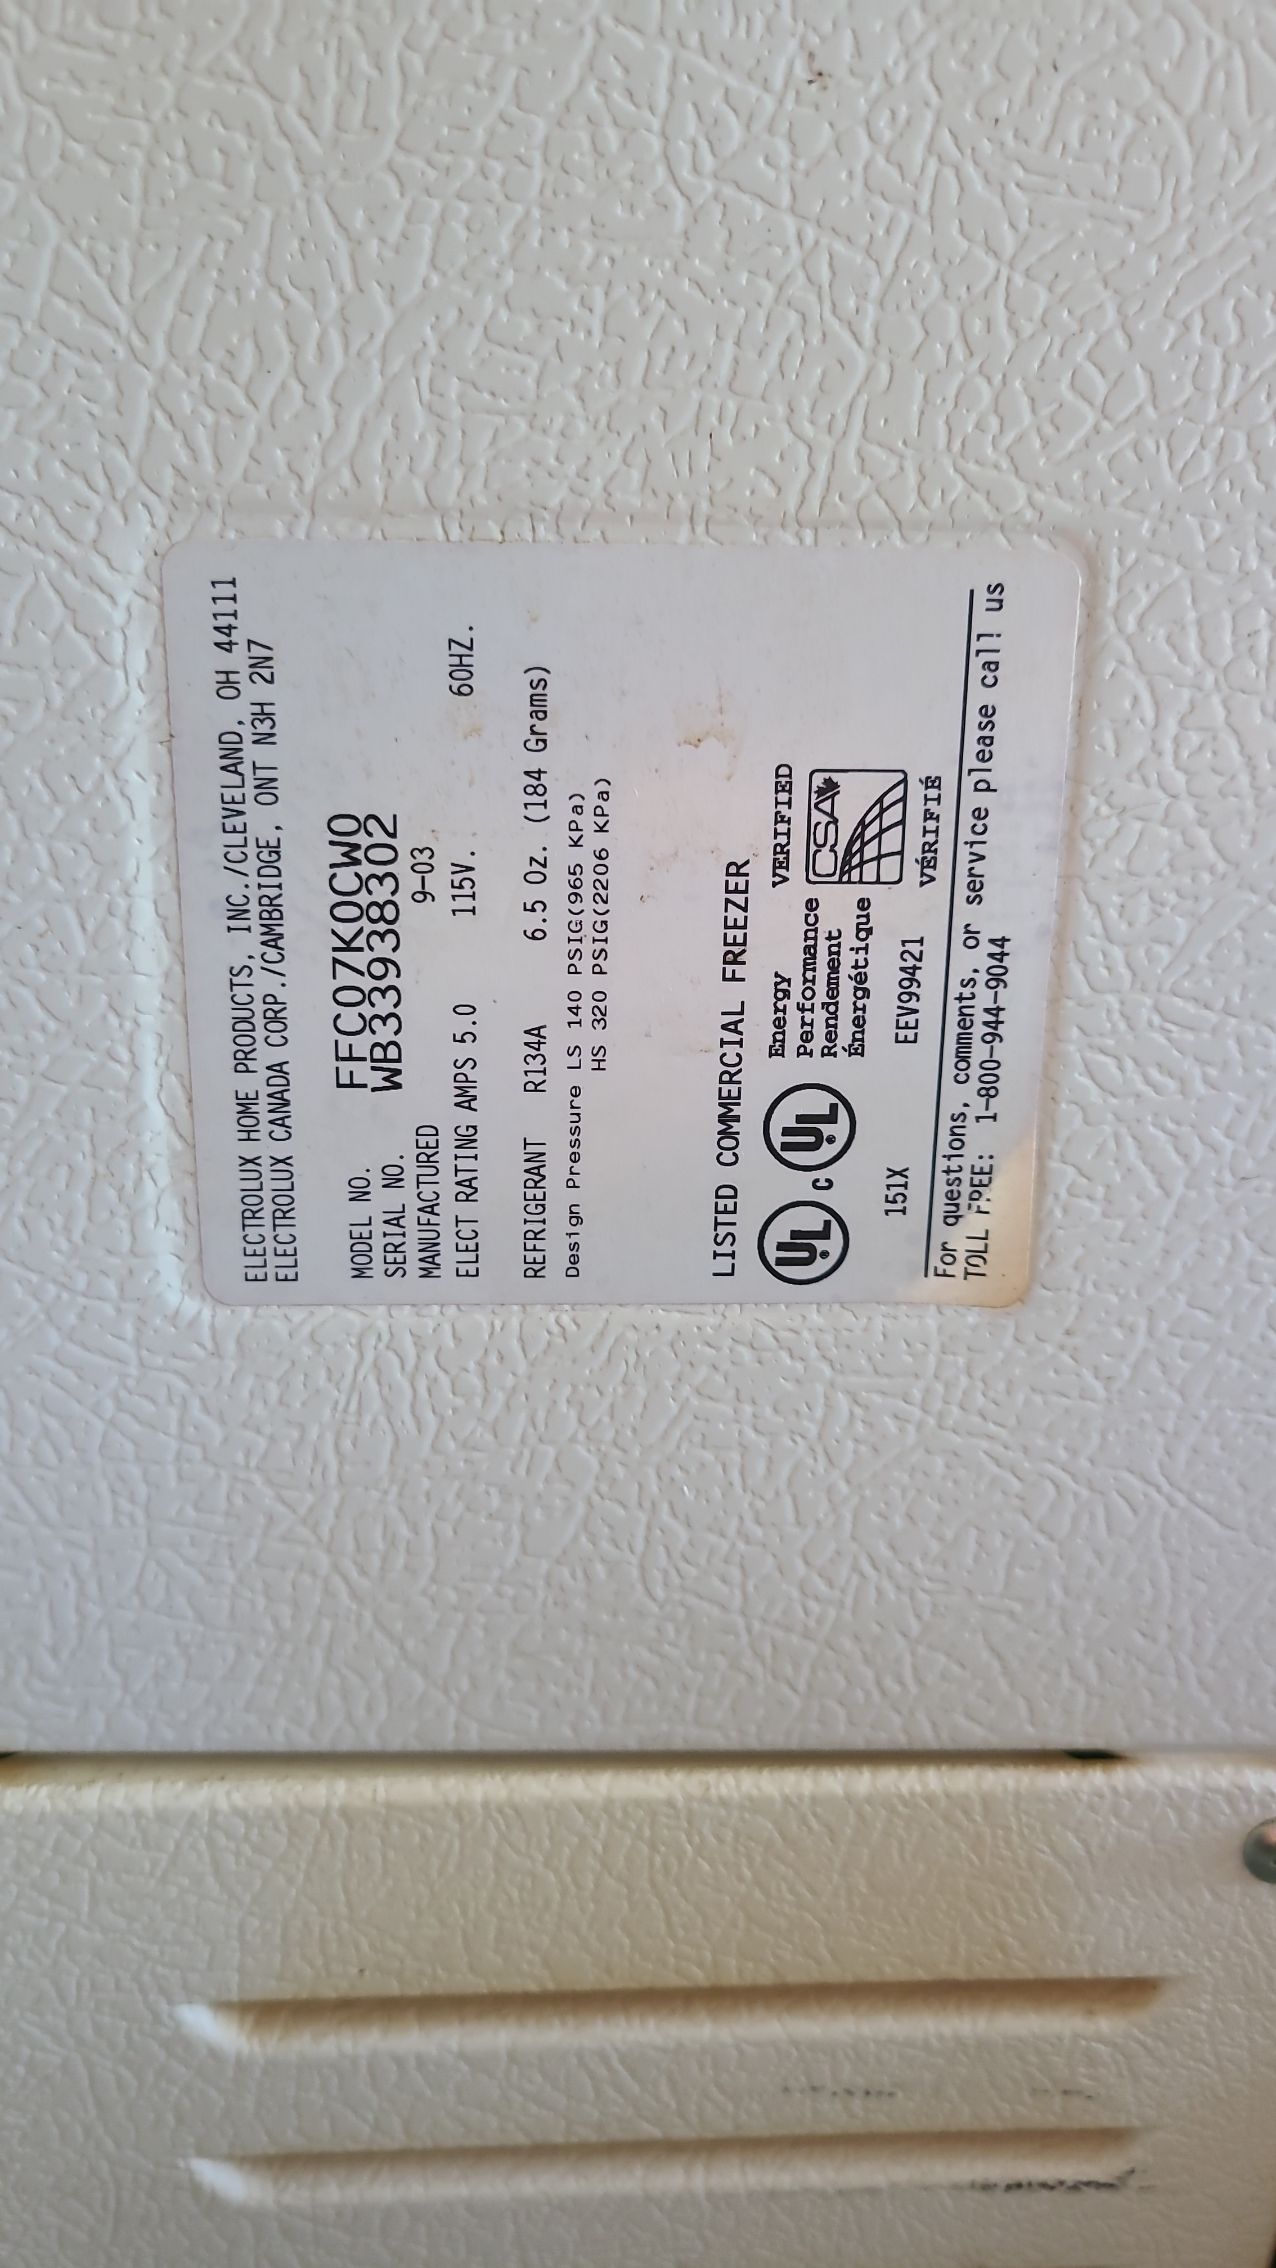 ELECTROLUX HOME PRODUCTS, INC./CLEVELAND, OH 44111
ELECTROLUX CANADA CORP./CAMBRIDGE, ONT N3H 2N7
MODEL NO. FFC07K0CW0
SERIAL NO. WB33938302
MANUFACTURED 9-03
ELECT RATING AMPS 5.0 115V. 60HZ.
REFRIGERANT R134A 6.5 Oz. (184 Grams)
Design Pressure LS 140 PSIG(965 KPa)
HS 320 PSIG(2206 KPa)
LISTED COMMERCIAL FREEZER
UL
C UL
Energy
Performance
Rendement
Énergétique
VERIFIED
CSA
VÉRIFIÉ
151X EEV99421
For questions, comments, or service please call us
TOLL FREE: 1-800-944-9044